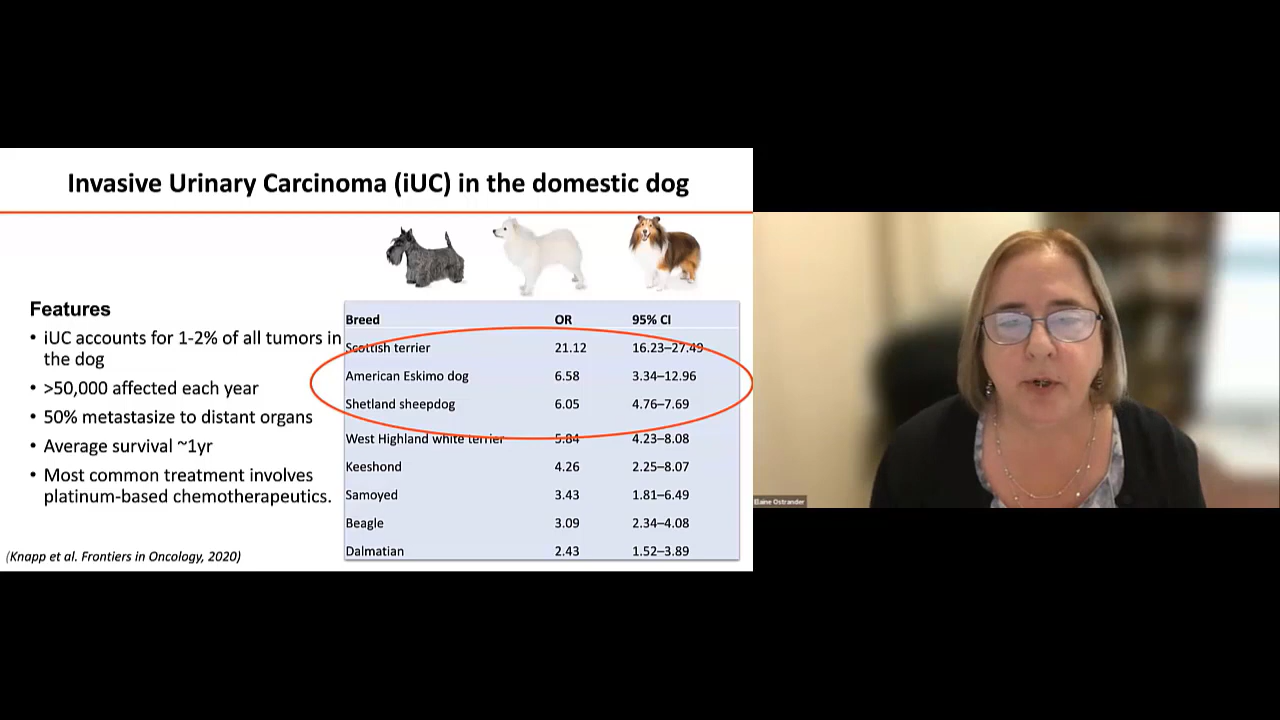 Invasive Urinary Carcinoma (iUC) in the domestic dog
Features
• iUC accounts for 1-2% of all tumors in
the dog
• >50,000 affected each year
• 50% metastasize to distant organs
• Average survival ~1yr
• Most common treatment involves
platinum-based chemotherapeutics.
(Knapp et al. Frontiers in Oncology, 2020)
Breed OR 95% CI
Scottish terrier 21.12 16.23–27.49
American Eskimo dog 6.58 3.34–12.96
Shetland sheepdog 6.05 4.76–7.69
West Highland white terrier 5.84 4.23–8.08
Keeshond 4.26 2.25–8.07
Samoyed 3.43 1.81–6.49
Beagle 3.09 2.34–4.08
Dalmatian 2.43 1.52–3.89
Elaine Ostrander